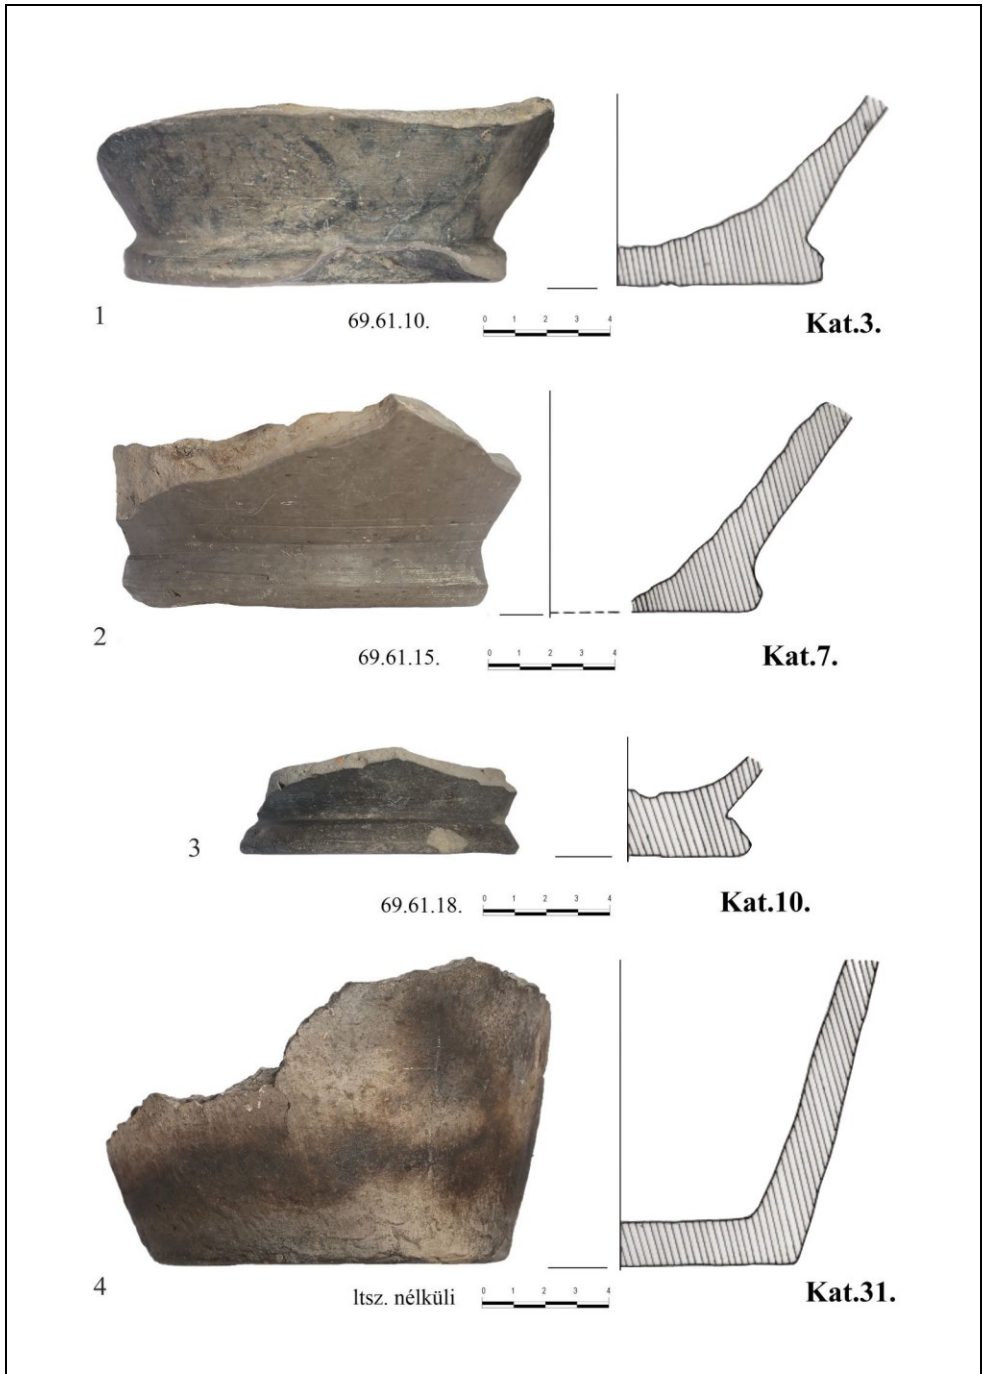 1
69.61.10.
0 1 2 3 4
Kat.3.
2
69.61.15.
0 1 2 3 4
Kat.7.
3
69.61.18.
0 1 2 3 4
Kat.10.
4
ltsz. nélküli
0 1 2 3 4
Kat.31.